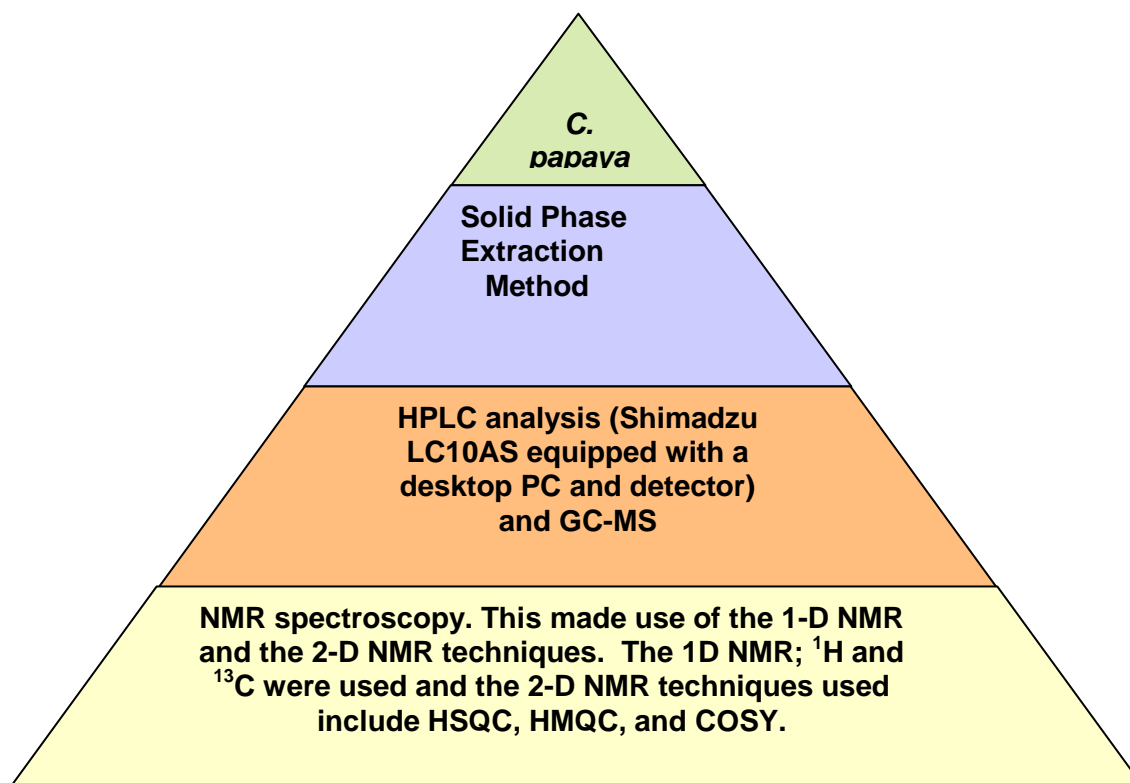 C.
papaya
Solid Phase
Extraction
Method
HPLC analysis (Shimadzu
LC10AS equipped with a
desktop PC and detector)
and GC-MS
NMR spectroscopy. This made use of the 1-D NMR
and the 2-D NMR techniques. The 1D NMR; ¹H and
¹³C were used and the 2-D NMR techniques used
include HSQC, HMQC, and COSY.